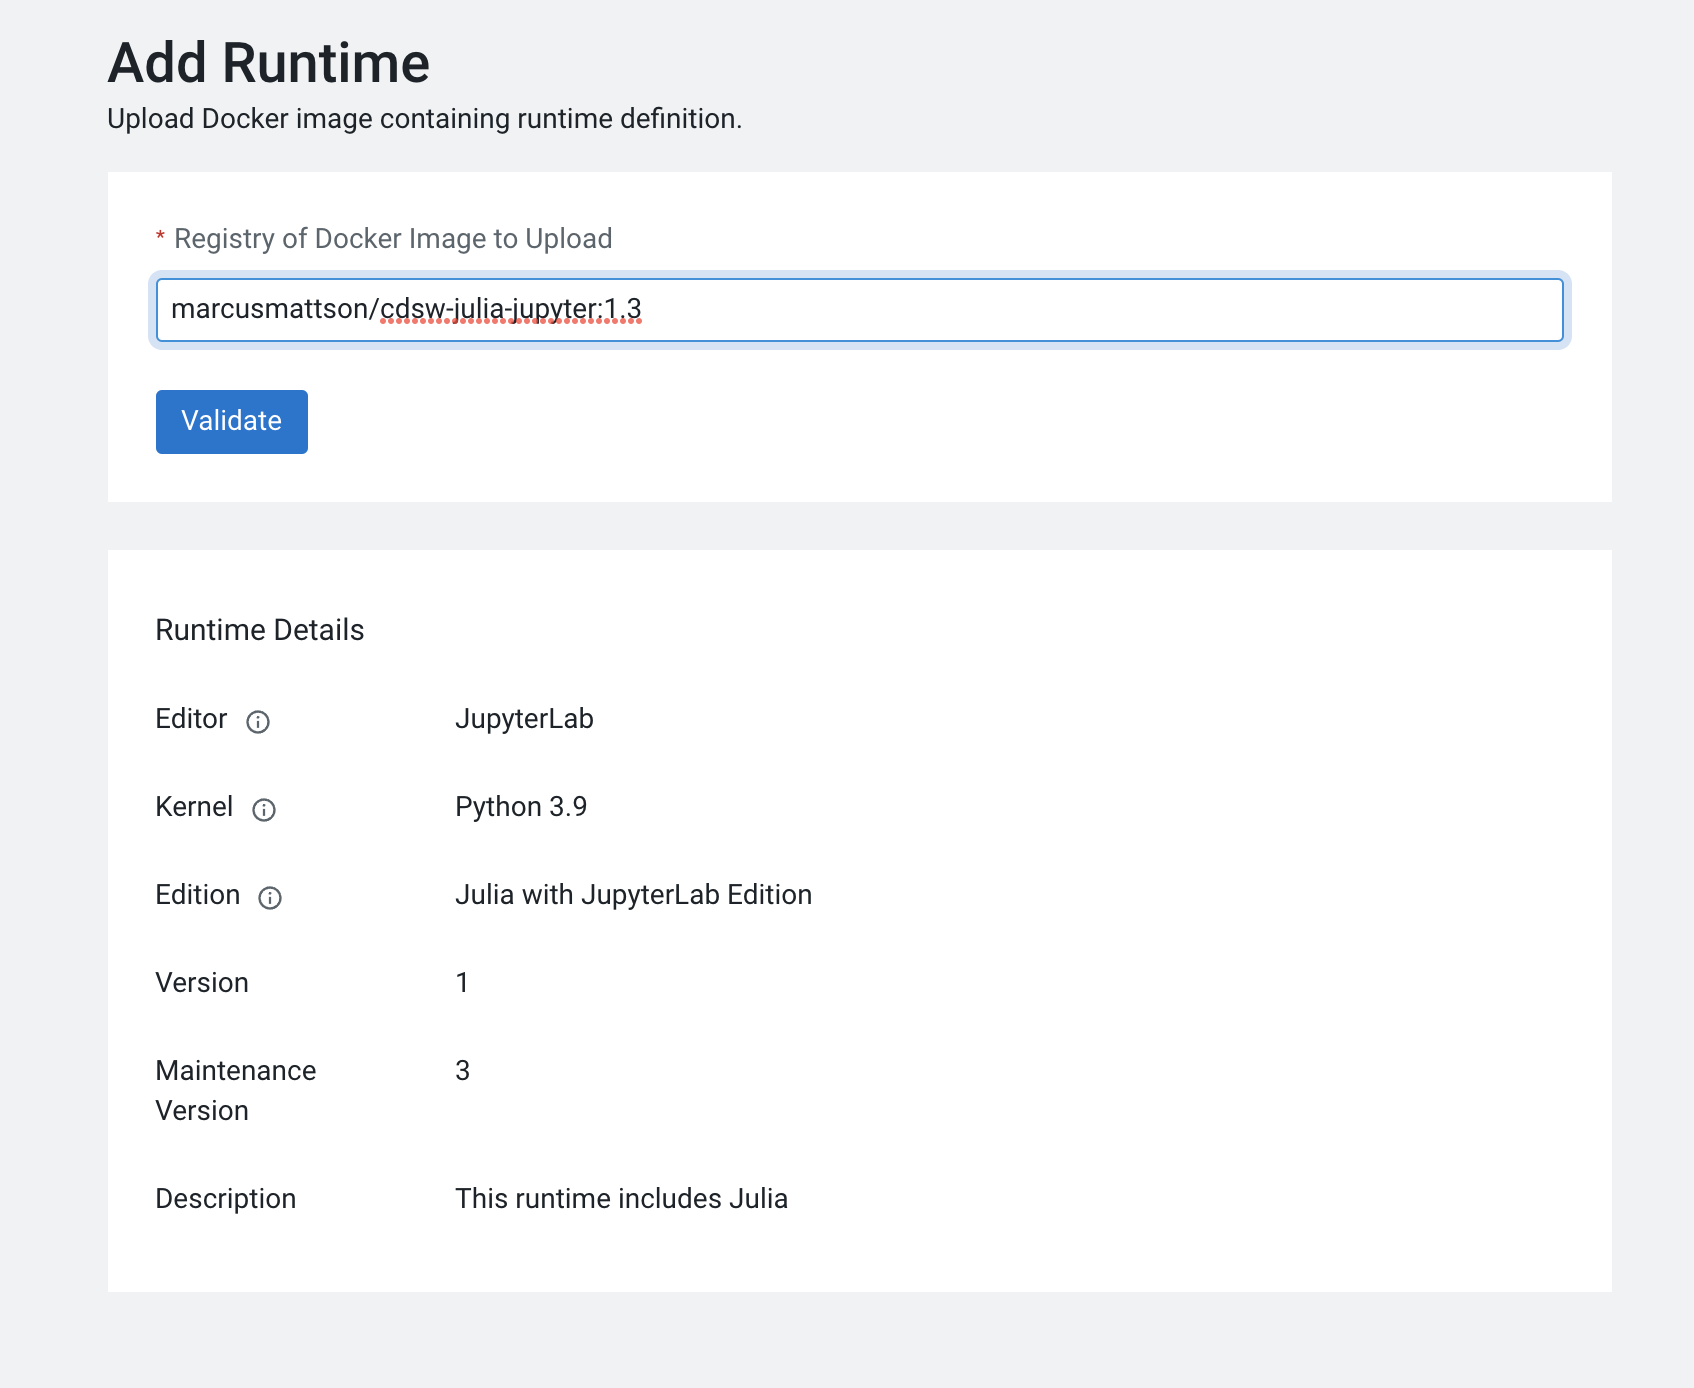 Add Runtime
Upload Docker image containing runtime definition.
* Registry of Docker Image to Upload
marcusmattson/cdsw-julia-jupyter:1.3
Validate
Runtime Details
Editor JupyterLab
Kernel Python 3.9
Edition Julia with JupyterLab Edition
Version 1
Maintenance 3
Version
Description This runtime includes Julia